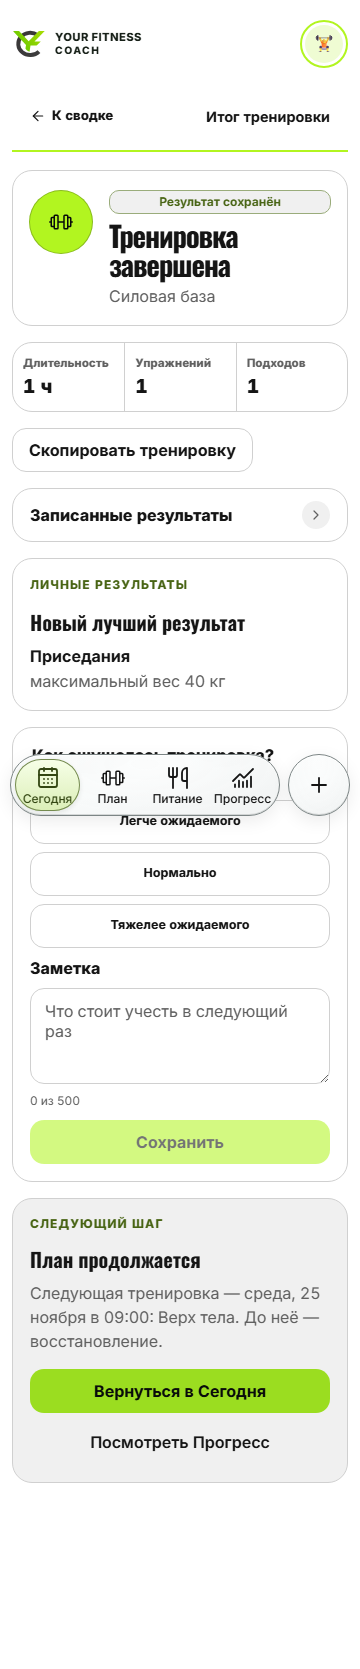 YOUR FITNESS
COACH
К сводке
Итог тренировки
Результат сохранён
Тренировка
завершена
Силовая база
Длительность
1 ч
Упражнений
1
Подходов
1
Скопировать тренировку
Записанные результаты
ЛИЧНЫЕ РЕЗУЛЬТАТЫ
Новый лучший результат
Приседания
максимальный вес 40 кг
Сегодня
План
Питание
Прогресс
Легче ожидаемого
Нормально
Тяжелее ожидаемого
Заметка
Что стоит учесть в следующий
раз
0 из 500
Сохранить
СЛЕДУЮЩИЙ ШАГ
План продолжается
Следующая тренировка — среда, 25
ноября в 09:00: Верх тела. До неё —
восстановление.
Вернуться в Сегодня
Посмотреть Прогресс